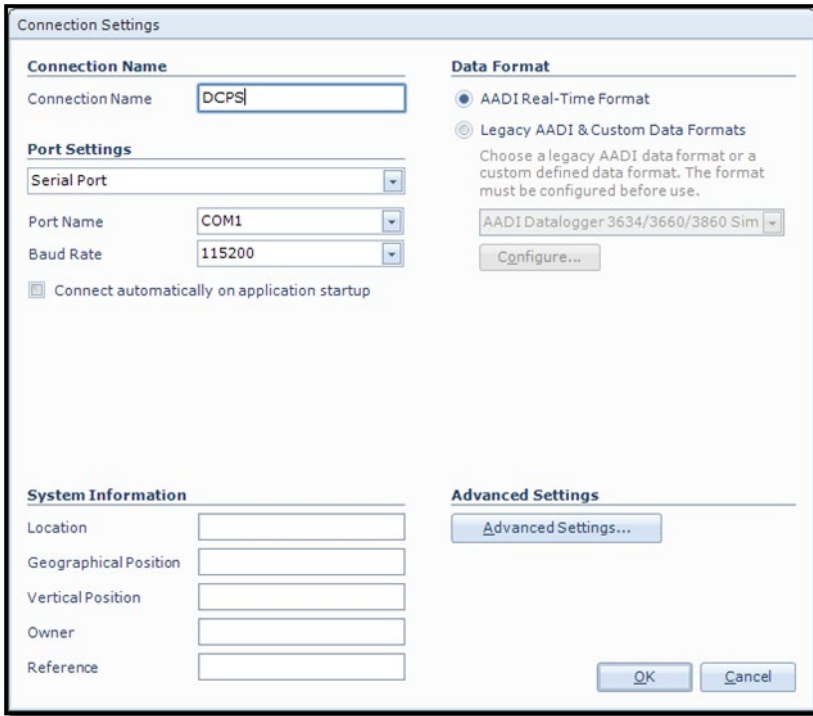 Connection Settings
Connection Name
Connection Name DCPS
Port Settings
Serial Port
Port Name COM1
Baud Rate 115200
Connect automatically on application startup
Data Format
AADI Real-Time Format
Legacy AADI & Custom Data Formats
Choose a legacy AADI data format or a
custom defined data format. The format
must be configured before use.
AADI Datalogger 3634/3660/3860 Sim
Configure...
System Information
Location
Geographical Position
Vertical Position
Owner
Reference
Advanced Settings
Advanced Settings...
OK Cancel